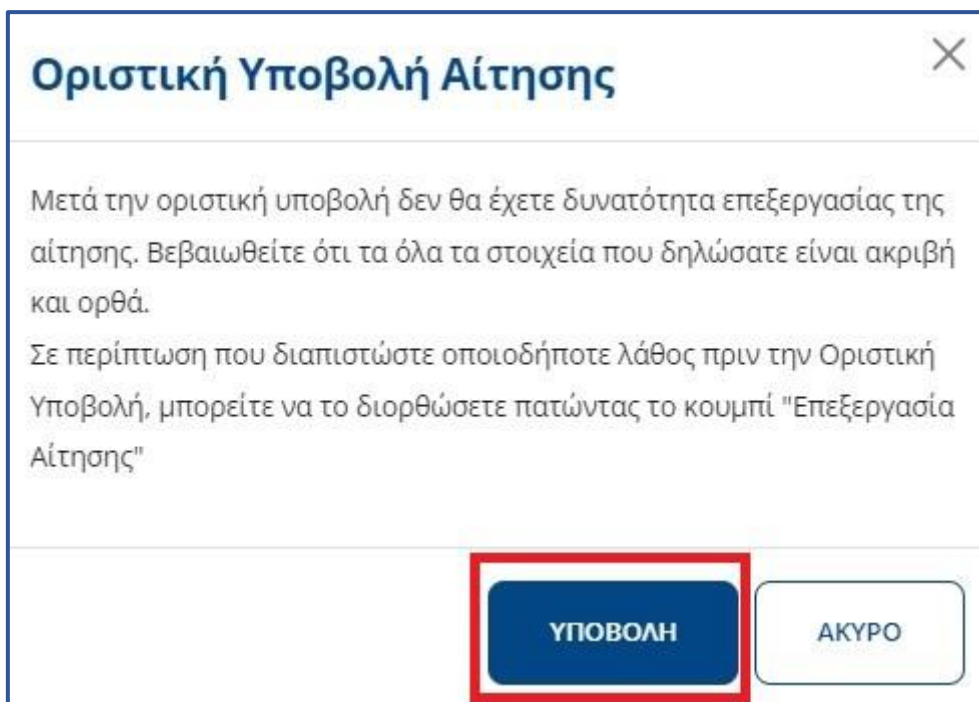 Οριστική Υποβολή Αίτησης
Μετά την οριστική υποβολή δεν θα έχετε δυνατότητα επεξεργασίας της
αίτησης. Βεβαιωθείτε ότι τα όλα τα στοιχεία που δηλώσατε είναι ακριβή
και ορθά.
Σε περίπτωση που διαπιστώστε οποιοδήποτε λάθος πριν την Οριστική
Υποβολή, μπορείτε να το διορθώσετε πατώντας το κουμπί "Επεξεργασία
Αίτησης"
ΥΠΟΒΟΛΗ
ΑΚΥΡΟ